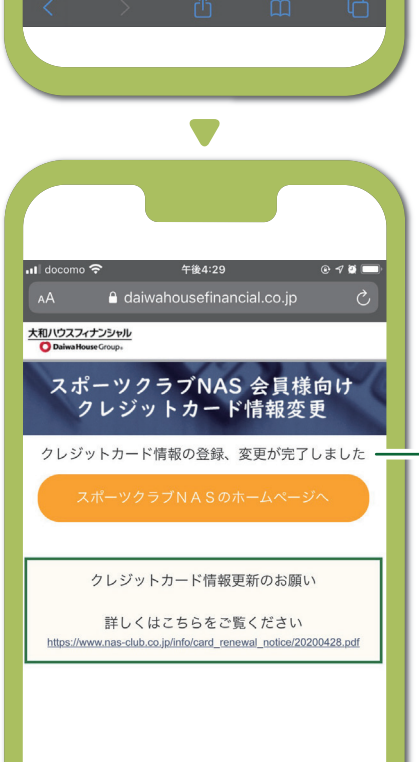 docomo 午後4:29
AA daiwahousefinancial.co.jp
大和ハウスフィナンシャル
Daiwa House Group®
スポーツクラブNAS 会員様向け
クレジットカード情報変更
クレジットカード情報の登録、変更が完了しました
スポーツクラブＮＡＳのホームページへ
クレジットカード情報更新のお願い
詳しくはこちらをご覧ください
https://www.nas-club.co.jp/info/card_renewal_notice/20200428.pdf